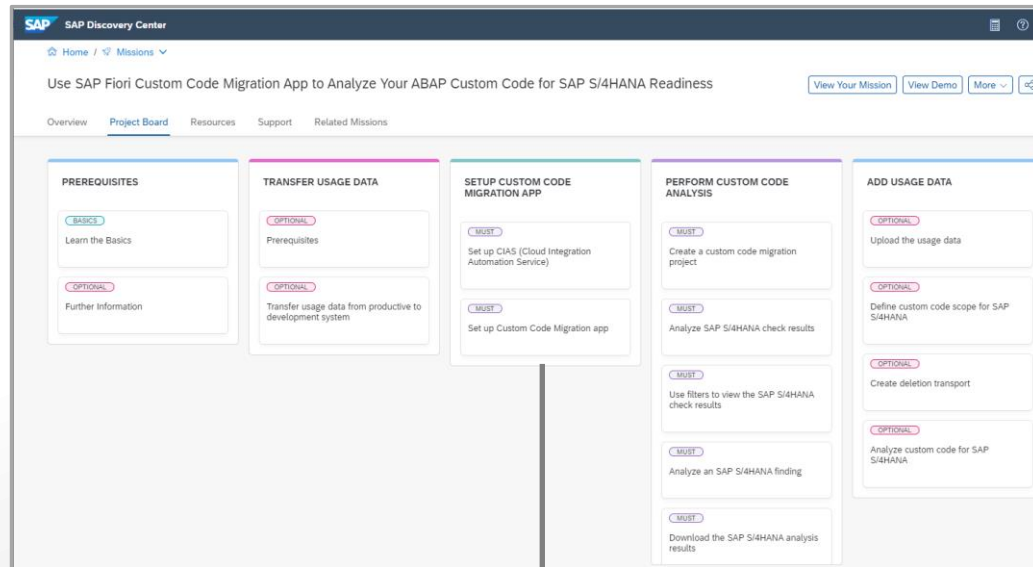 SAP SAP Discovery Center
Home / Missions
Use SAP Fiori Custom Code Migration App to Analyze Your ABAP Custom Code for SAP S/4HANA Readiness
View Your Mission View Demo More
Overview Project Board Resources Support Related Missions
PREREQUISITES
BASICS
Learn the Basics
OPTIONAL
Further Information
TRANSFER USAGE DATA
OPTIONAL
Prerequisites
OPTIONAL
Transfer usage data from productive to
development system
SETUP CUSTOM CODE
MIGRATION APP
MUST
Set up CIAS (Cloud Integration
Automation Service)
MUST
Set up Custom Code Migration app
PERFORM CUSTOM CODE
ANALYSIS
MUST
Create a custom code migration
project
MUST
Analyze SAP S/4HANA check results
MUST
Use filters to view the SAP S/4HANA
check results
MUST
Analyze an SAP S/4HANA finding
MUST
Download the SAP S/4HANA analysis
results
ADD USAGE DATA
OPTIONAL
Upload the usage data
OPTIONAL
Define custom code scope for SAP
S/4HANA
OPTIONAL
Create deletion transport
OPTIONAL
Analyze custom code for SAP
S/4HANA